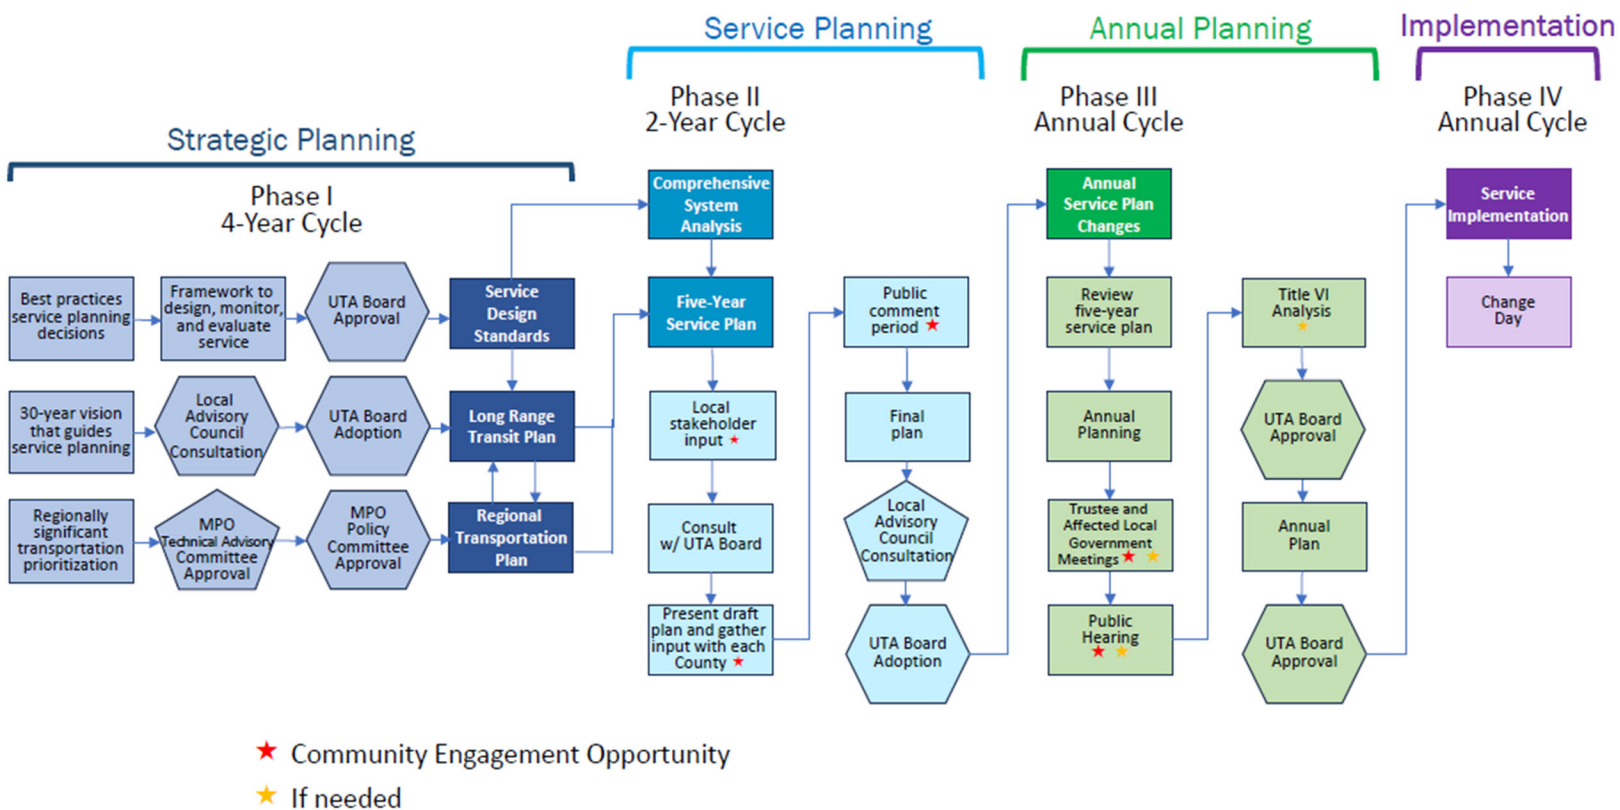 Strategic Planning
Phase I
4-Year Cycle
Best practices
service planning
decisions
Framework to
design, monitor,
and evaluate
service
UTA Board
Approval
Service
Design
Standards
30-year vision
that guides
service planning
Local
Advisory
Council
Consultation
UTA Board
Adoption
Long Range
Transit Plan
Regionally
significant
transportation
prioritization
MPO
Technical Advisory
Committee
Approval
MPO
Policy
Committee
Approval
Regional
Transportation
Plan
Service Planning
Phase II
2-Year Cycle
Comprehensive
System
Analysis
Five-Year
Service Plan
Local
stakeholder
input
Consult
w/ UTA Board
Present draft
plan and gather
input with each
County
Public
comment
period
Final
plan
Local
Advisory
Council
Consultation
UTA Board
Adoption
Annual Planning
Phase III
Annual Cycle
Annual
Service Plan
Changes
Review
five-year
service plan
Annual
Planning
Trustee and
Affected Local
Government
Meetings
Public
Hearing
Title VI
Analysis
UTA Board
Approval
Annual
Plan
UTA Board
Approval
Implementation
Phase IV
Annual Cycle
Service
Implementation
Change
Day
Community Engagement Opportunity
If needed